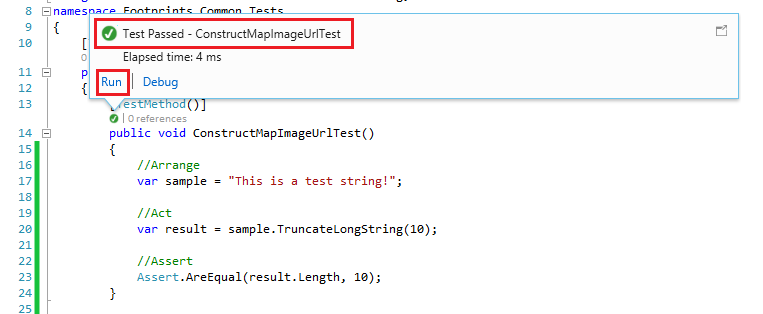 8 namespace Footprints.Common.Tests
9 {
Test Passed - ConstructMapImageUrlTest
10 [
Elapsed time: 4 ms
11 p
Run | Debug
12 {
13 [TestMethod()]
| 0 references
14 public void ConstructMapImageUrlTest()
15 {
16 //Arrange
17 var sample = "This is a test string!";
18
19 //Act
20 var result = sample.TruncateLongString(10);
21
22 //Assert
23 Assert.AreEqual(result.Length, 10);
24 }
25